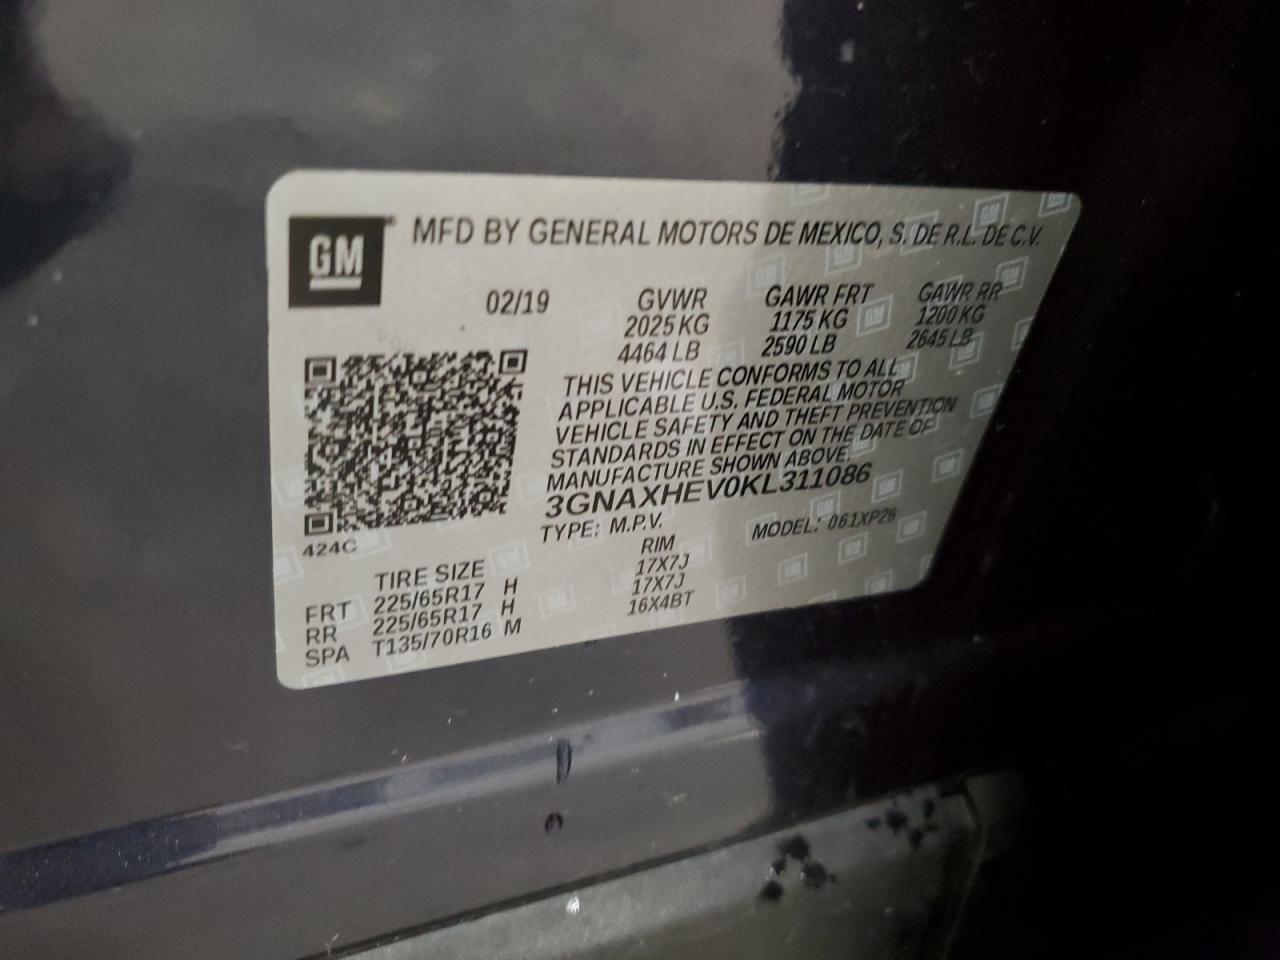 GM
MFD BY GENERAL MOTORS DE MEXICO, S. DE R.L. DE C.V.
02/19 GVWR GAWR FRT GAWR RR
2025 KG 1175 KG 1200 KG
4464 LB 2590 LB 2645 LB
THIS VEHICLE CONFORMS TO ALL
APPLICABLE U.S. FEDERAL MOTOR
VEHICLE SAFETY AND THEFT PREVENTION
STANDARDS IN EFFECT ON THE DATE OF
MANUFACTURE SHOWN ABOVE.
3GNAXHEV0KL311086
TYPE: M.P.V. MODEL: 061XP26
424C
TIRE SIZE RIM
FRT 225/65R17 H 17X7J
RR 225/65R17 H 17X7J
SPA T135/70R16 M 16X4BT